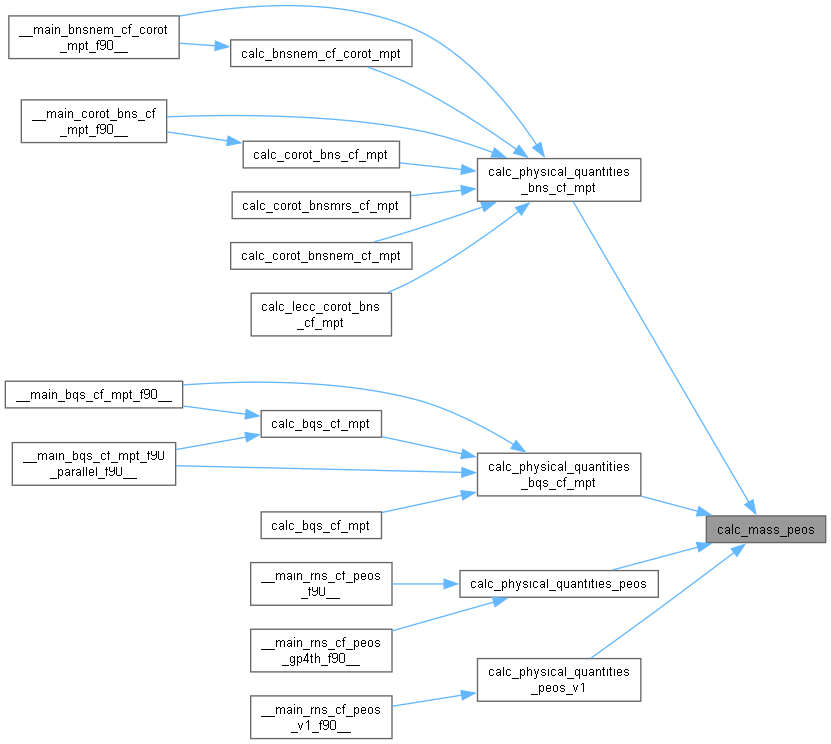 __main_bnsnem_cf_corot
_mpt_f90__
calc_bnsnem_cf_corot_mpt
__main_corot_bns_cf
_mpt_f90__
calc_corot_bns_cf_mpt
calc_physical_quantities
_bns_cf_mpt
calc_corot_bnsmrs_cf_mpt
calc_corot_bnsnem_cf_mpt
calc_lecc_corot_bns
_cf_mpt
__main_bqs_cf_mpt_f90__
calc_bqs_cf_mpt
__main_bqs_cf_mpt_f90
_parallel_f90__
calc_physical_quantities
_bqs_cf_mpt
calc_bqs_cf_mpt
calc_mass_peos
__main_rns_cf_peos
_f90__
calc_physical_quantities_peos
__main_rns_cf_peos
_gp4th_f90__
calc_physical_quantities
_peos_v1
__main_rns_cf_peos
_v1_f90__